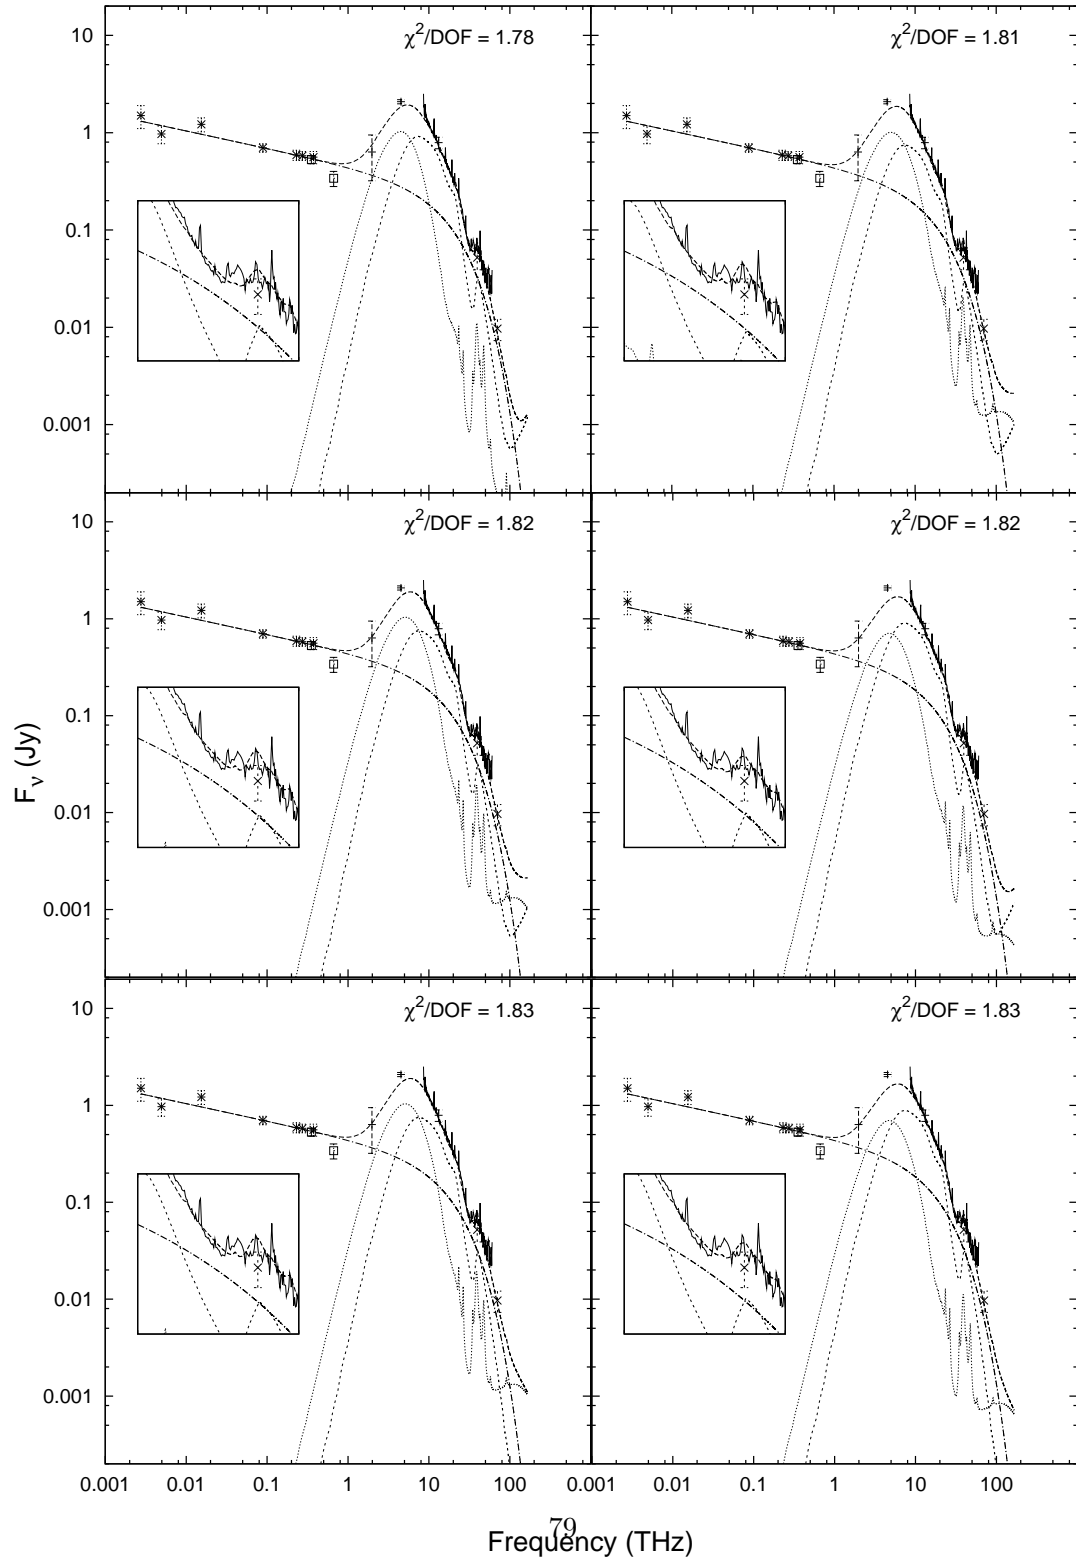 χ²/DOF = 1.78
χ²/DOF = 1.81
10
1
0.1
0.01
0.001
χ²/DOF = 1.82
χ²/DOF = 1.82
10
1
0.1
0.01
0.001
F_ν (Jy)
χ²/DOF = 1.83
χ²/DOF = 1.83
10
1
0.1
0.01
0.001
0.001 0.01 0.1 1 10 100 0.001 0.01 0.1 1 10 100
Frequency (THz)
79